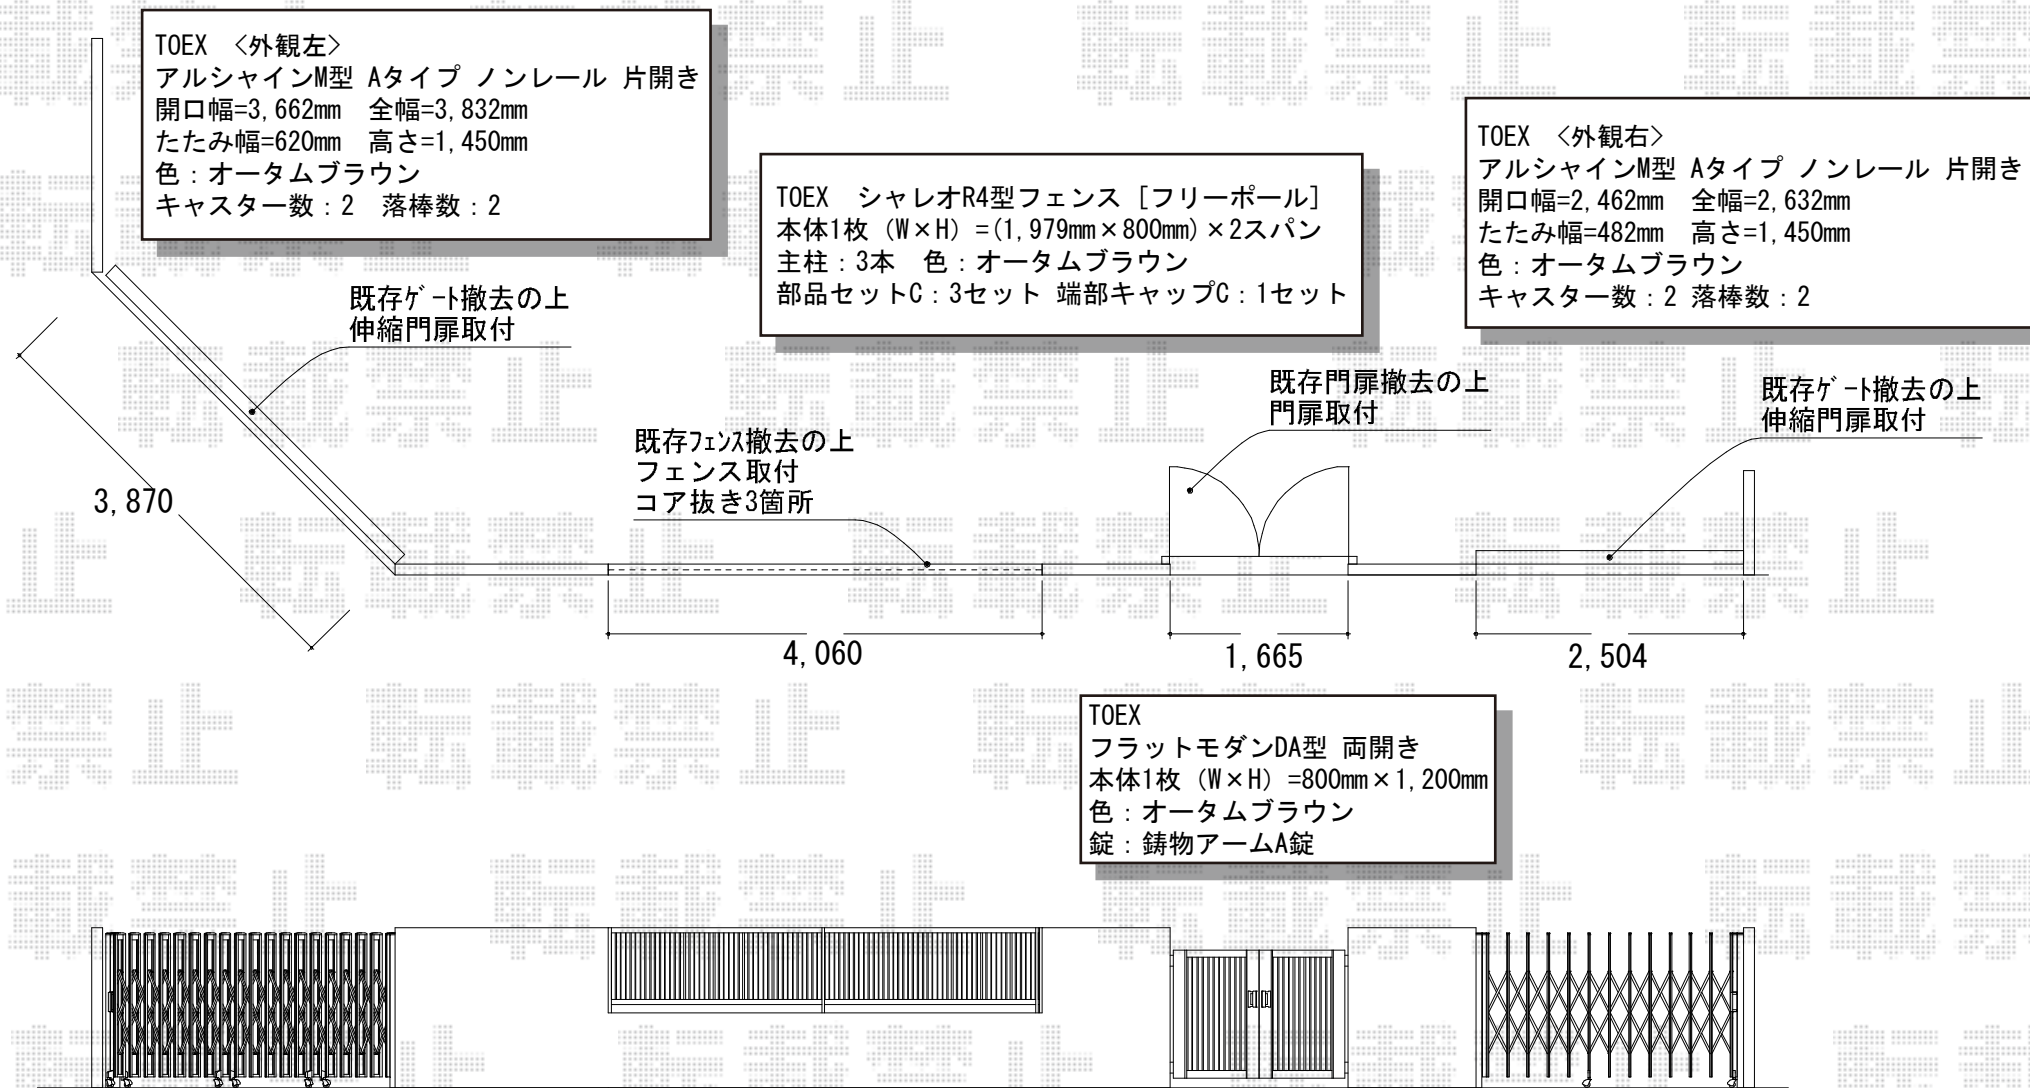 TOEX <外観左>
アルシャインM型 Aタイプ ノンレール 片開き
開口幅=3,662mm 全幅=3,832mm
たたみ幅=620mm 高さ=1,450mm
色：オータムブラウン
キャスター数：2 落棒数：2
TOEX シャレオR4型フェンス［フリーポール］
本体1枚（W×H）=(1,979mm×800mm)×2スパン
主柱：3本 色：オータムブラウン
部品セットC：3セット 端部キャップC：1セット
TOEX <外観右>
アルシャインM型 Aタイプ ノンレール 片開き
開口幅=2,462mm 全幅=2,632mm
たたみ幅=482mm 高さ=1,450mm
色：オータムブラウン
キャスター数：2 落棒数：2
既存ｹﾞｰﾄ撤去の上
伸縮門扉取付
既存ﾌｪﾝｽ撤去の上
フェンス取付
コア抜き3箇所
既存門扉撤去の上
門扉取付
既存ｹﾞｰﾄ撤去の上
伸縮門扉取付
3,870
4,060
1,665
2,504
TOEX
フラットモダンDA型 両開き
本体1枚（W×H）=800mm×1,200mm
色：オータムブラウン
錠：鋳物アームA錠
転載禁止